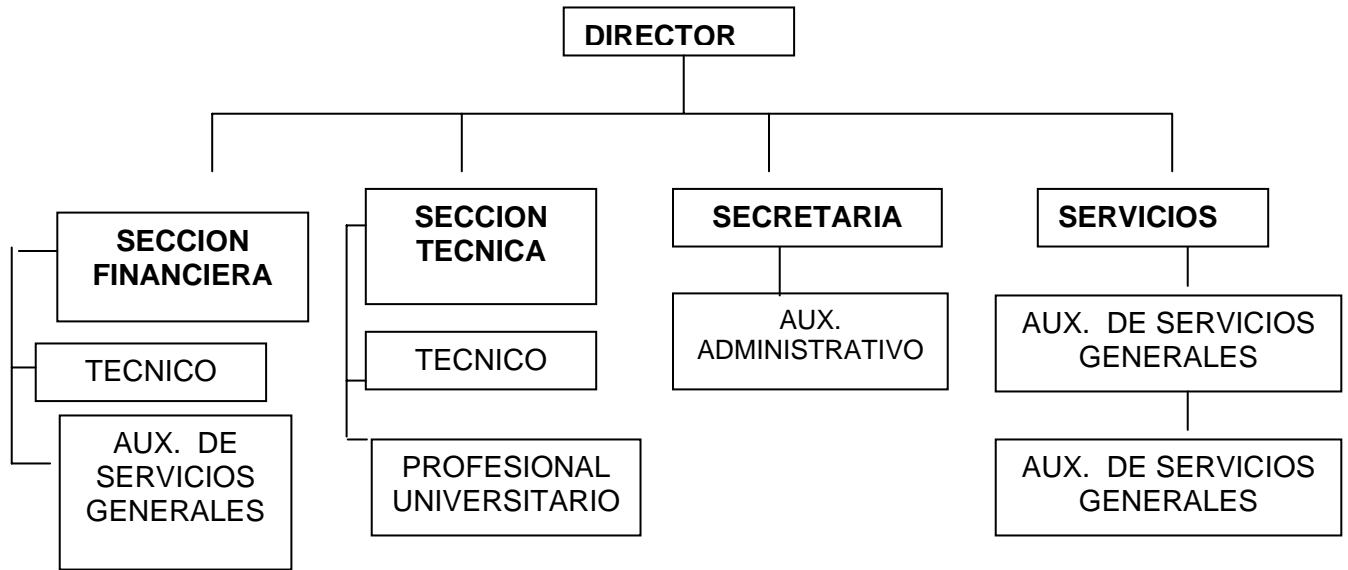 DIRECTOR
SECCION
FINANCIERA
TECNICO
AUX. DE
SERVICIOS
GENERALES
SECCION
TECNICA
TECNICO
PROFESIONAL
UNIVERSITARIO
SECRETARIA
AUX.
ADMINISTRATIVO
SERVICIOS
AUX. DE SERVICIOS
GENERALES
AUX. DE SERVICIOS
GENERALES